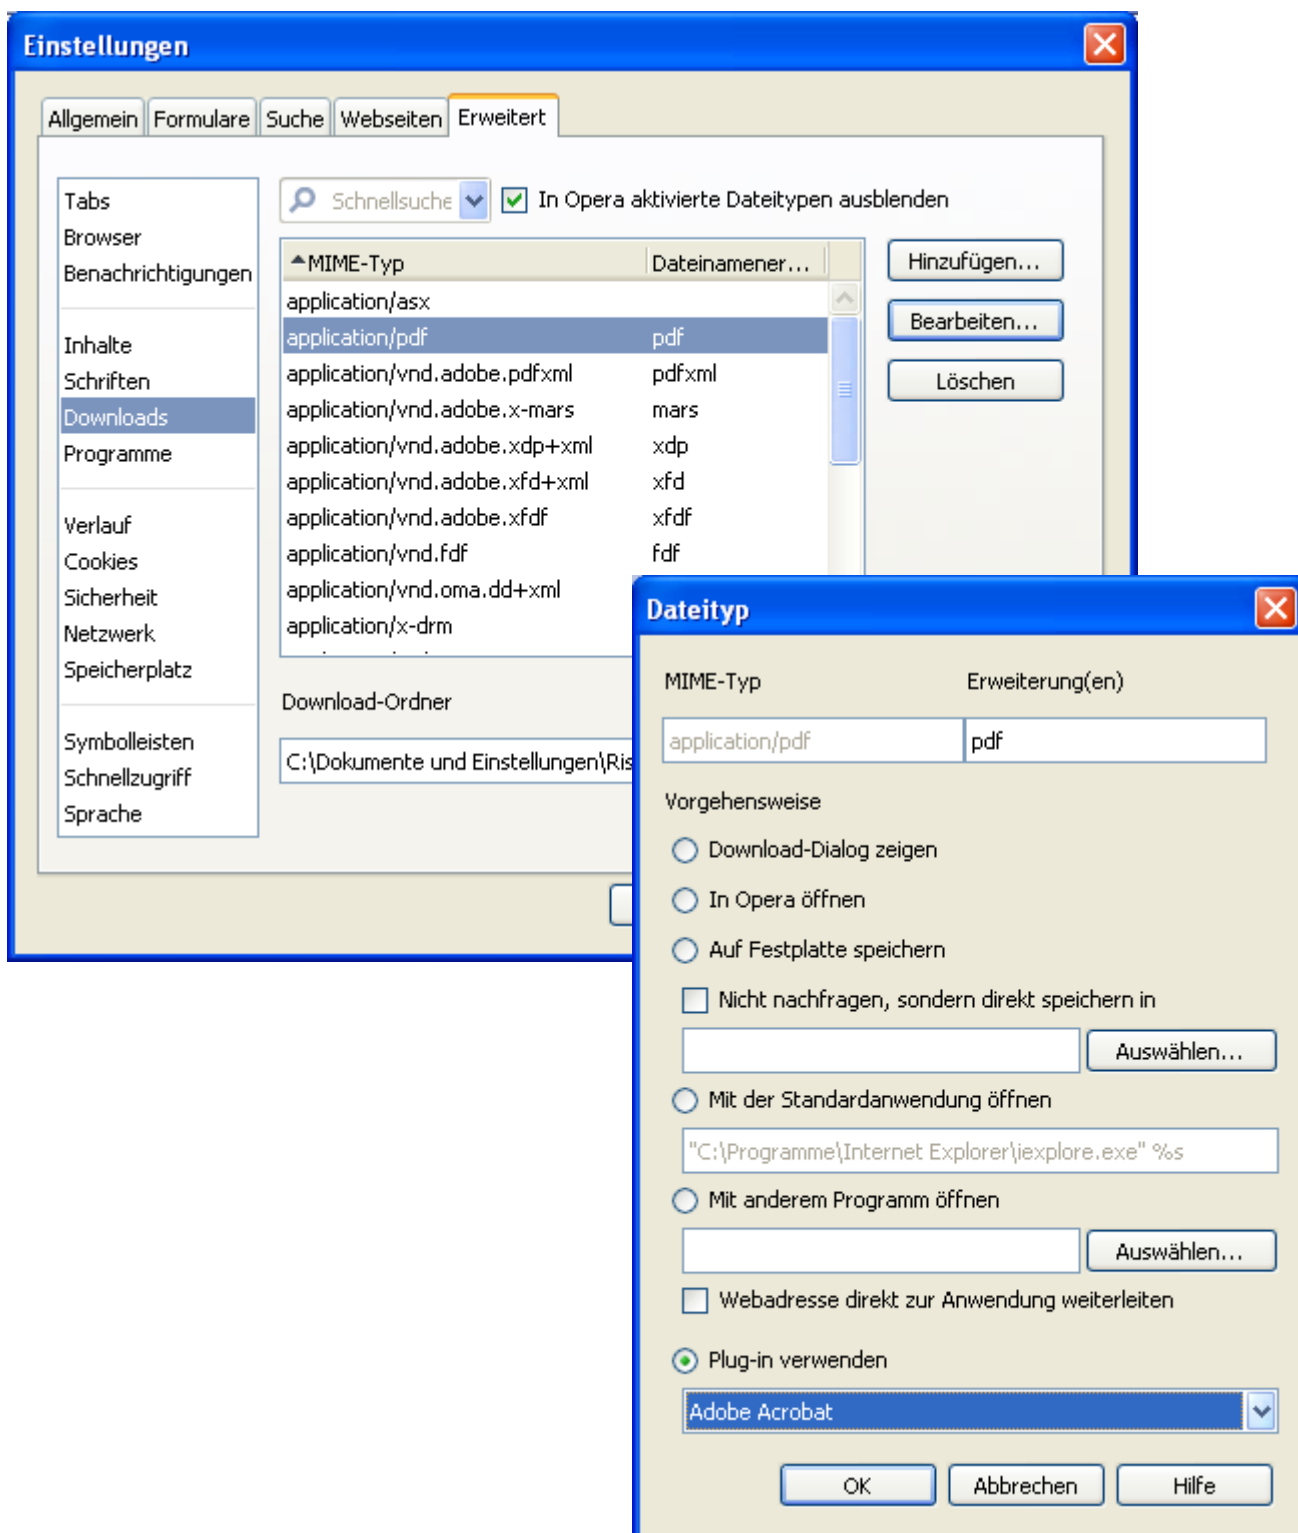 Einstellungen
Allgemein Formulare Suche Webseiten Erweitert
Tabs
Browser
Benachrichtigungen
Inhalte
Schriften
Downloads
Programme
Verlauf
Cookies
Sicherheit
Netzwerk
Speicherplatz
Symbolleisten
Schnellzugriff
Sprache
Schnellsuche
In Opera aktivierte Dateitypen ausblenden
MIME-Typ Dateinamener...
application/asx
application/pdf pdf
application/vnd.adobe.pdfxml pdfxml
application/vnd.adobe.x-mars mars
application/vnd.adobe.xdp+xml xdp
application/vnd.adobe.xfd+xml xfd
application/vnd.adobe.xfdf xfdf
application/vnd.fdf fdf
application/vnd.oma.dd+xml
application/x-drm
Hinzufügen...
Bearbeiten...
Löschen
Download-Ordner
C:\Dokumente und Einstellungen\Ris
Dateityp
MIME-Typ Erweiterung(en)
application/pdf pdf
Vorgehensweise
Download-Dialog zeigen
In Opera öffnen
Auf Festplatte speichern
Nicht nachfragen, sondern direkt speichern in
Auswählen...
Mit der Standardanwendung öffnen
"C:\Programme\Internet Explorer\iexplore.exe" %s
Mit anderem Programm öffnen
Auswählen...
Webadresse direkt zur Anwendung weiterleiten
Plug-in verwenden
Adobe Acrobat
OK Abbrechen Hilfe